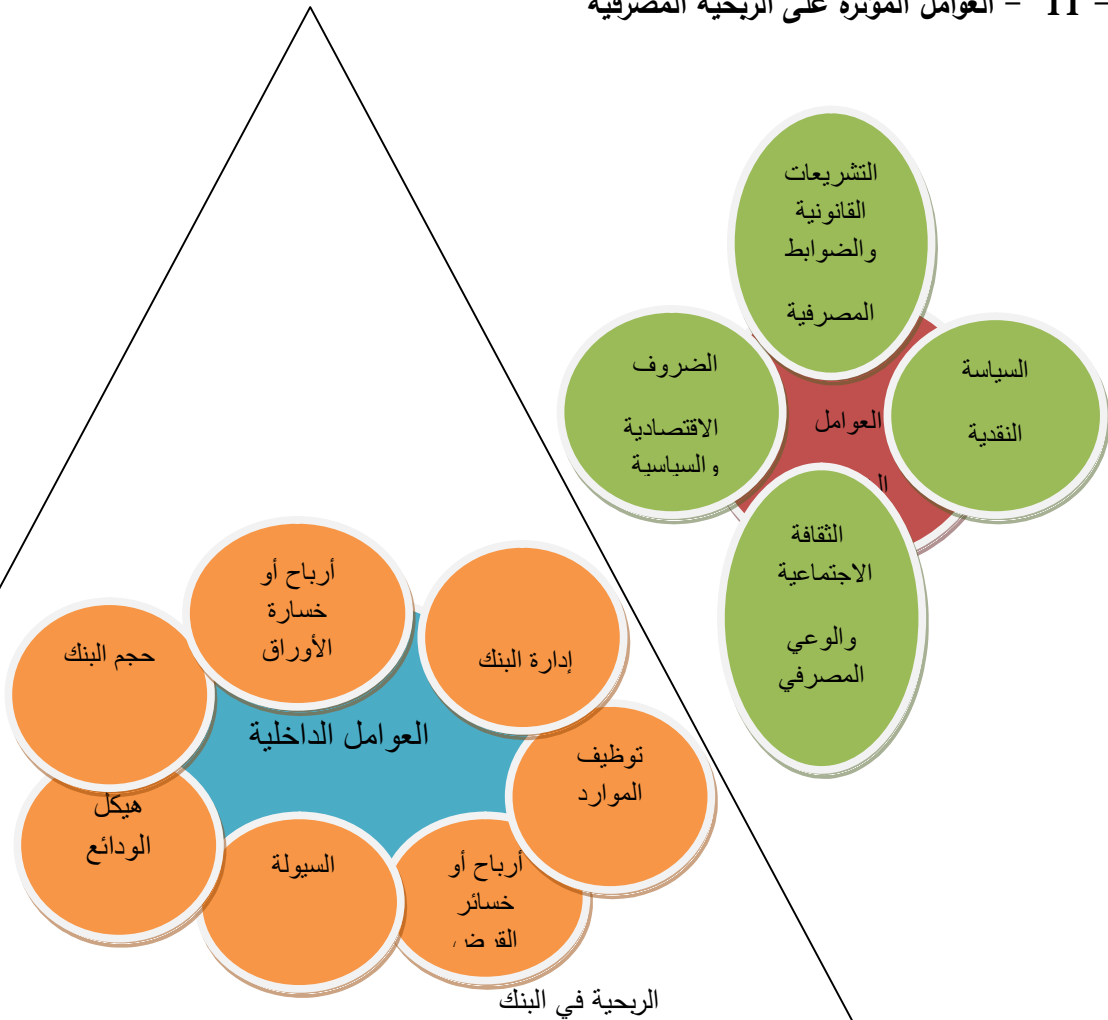 - 11 - العوامل المؤثرة على الربحية المصرفية
التشريعات
القانونية
والضوابط
المصرفية
السياسة
النقدية
العوامل
الضروف
الاقتصادية
والسياسية
الثقافة
الاجتماعية
والوعي
المصرفي
أرباح أو
خسارة
الأوراق
إدارة البنك
حجم البنك
العوامل الداخلية
توظيف
الموارد
هيكل
الودائع
السيولة
أرباح أو
خسائر
القرض
الربحية في البنك